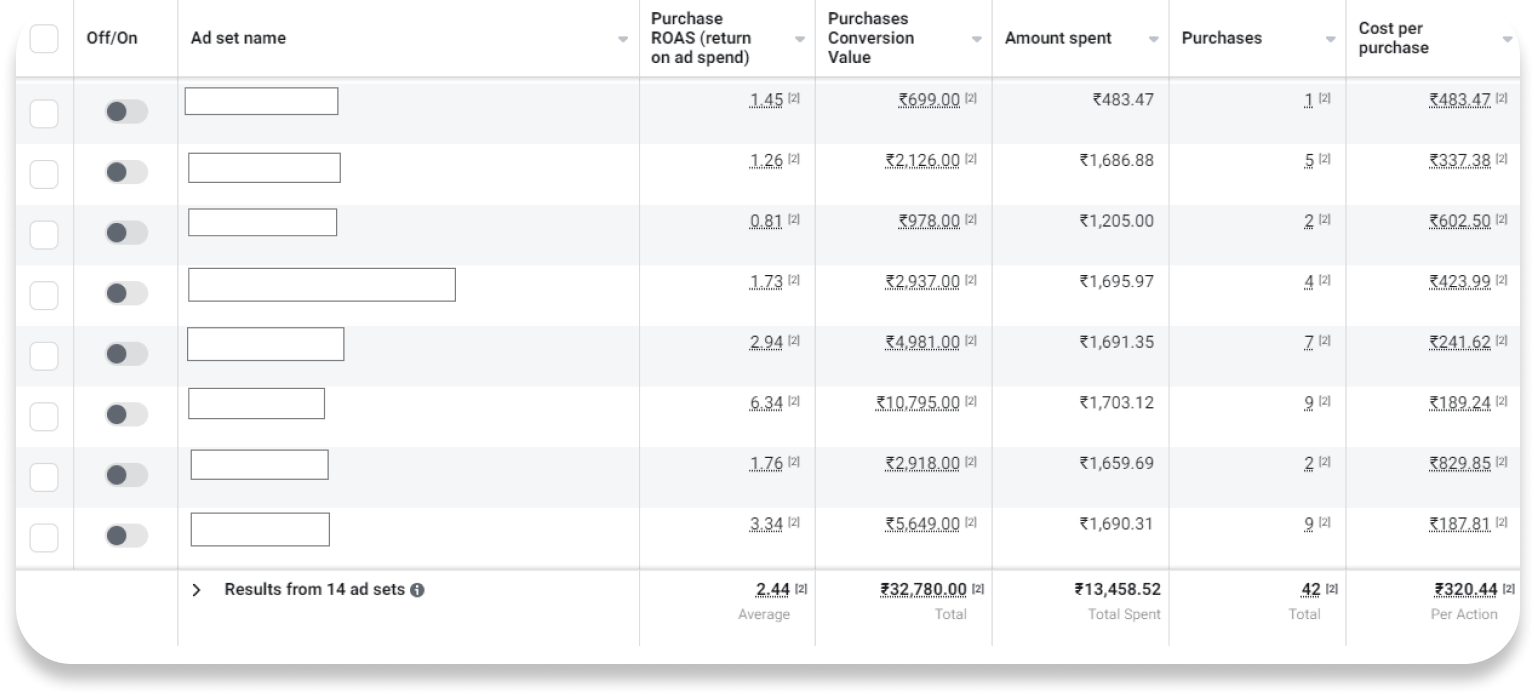 Off/On
Ad set name
Purchase
ROAS (return
on ad spend)
Purchases
Conversion
Value
Amount spent
Purchases
Cost per
purchase
1.45 [2] ₹699.00 [2] ₹483.47 1 [2] ₹483.47 [2]
1.26 [2] ₹2,126.00 [2] ₹1,686.88 5 [2] ₹337.38 [2]
0.81 [2] ₹978.00 [2] ₹1,205.00 2 [2] ₹602.50 [2]
1.73 [2] ₹2,937.00 [2] ₹1,695.97 4 [2] ₹423.99 [2]
2.94 [2] ₹4,981.00 [2] ₹1,691.35 7 [2] ₹241.62 [2]
6.34 [2] ₹10,795.00 [2] ₹1,703.12 9 [2] ₹189.24 [2]
1.76 [2] ₹2,918.00 [2] ₹1,659.69 2 [2] ₹829.85 [2]
3.34 [2] ₹5,649.00 [2] ₹1,690.31 9 [2] ₹187.81 [2]
Results from 14 ad sets 2.44 [2] ₹32,780.00 [2] ₹13,458.52 42 [2] ₹320.44 [2]
Average Total Total Spent Total Per Action